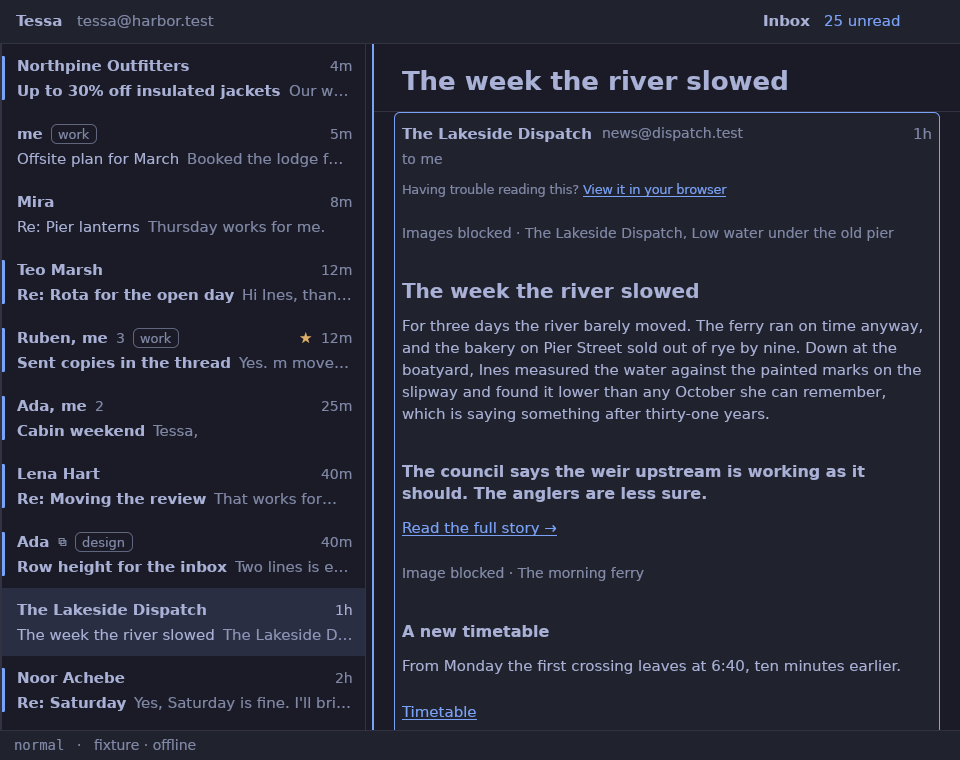 Tessa tessa@harbor.test
Inbox 25 unread
Northpine Outfitters 4m
Up to 30% off insulated jackets Our w…
me work 5m
Offsite plan for March Booked the lodge f…
Mira 8m
Re: Pier lanterns Thursday works for me.
Teo Marsh 12m
Re: Rota for the open day Hi Ines, than…
Ruben, me 3 work ★ 12m
Sent copies in the thread Yes. m move…
Ada, me 2 25m
Cabin weekend Tessa,
Lena Hart 40m
Re: Moving the review That works for…
Ada design 40m
Row height for the inbox Two lines is e…
The Lakeside Dispatch 1h
The week the river slowed The Lakeside D…
Noor Achebe 2h
Re: Saturday Yes, Saturday is fine. I'll bri…
The week the river slowed
The Lakeside Dispatch news@dispatch.test 1h
to me
Having trouble reading this? View it in your browser
Images blocked · The Lakeside Dispatch, Low water under the old pier
The week the river slowed
For three days the river barely moved. The ferry ran on time anyway,
and the bakery on Pier Street sold out of rye by nine. Down at the
boatyard, Ines measured the water against the painted marks on the
slipway and found it lower than any October she can remember,
which is saying something after thirty-one years.
The council says the weir upstream is working as it
should. The anglers are less sure.
Read the full story →
Image blocked · The morning ferry
A new timetable
From Monday the first crossing leaves at 6:40, ten minutes earlier.
Timetable
normal · fixture · offline